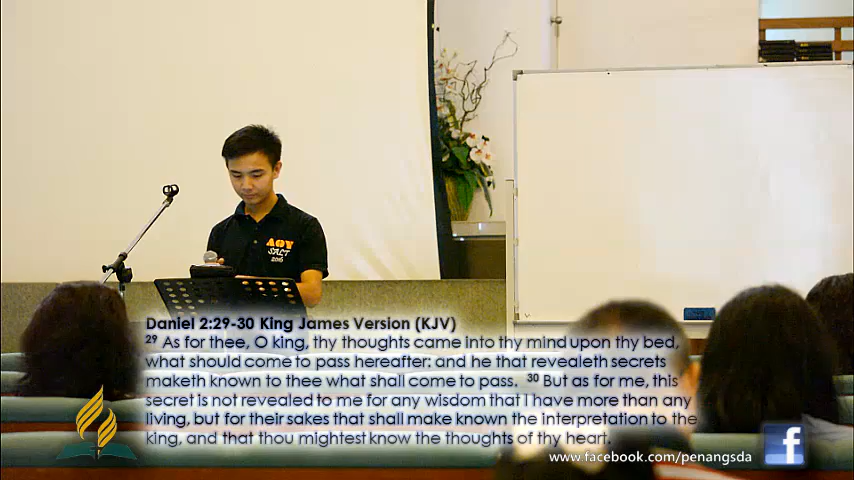 AOY
SALT
2016
Daniel 2:29-30 King James Version (KJV)
29 As for thee, O king, thy thoughts came into thy mind upon thy bed,
what should come to pass hereafter: and he that revealeth secrets
maketh known to thee what shall come to pass. 30 But as for me, this
secret is not revealed to me for any wisdom that I have more than any
living, but for their sakes that shall make known the interpretation to the
king, and that thou mightest know the thoughts of thy heart.
www.facebook.com/penangsda
f